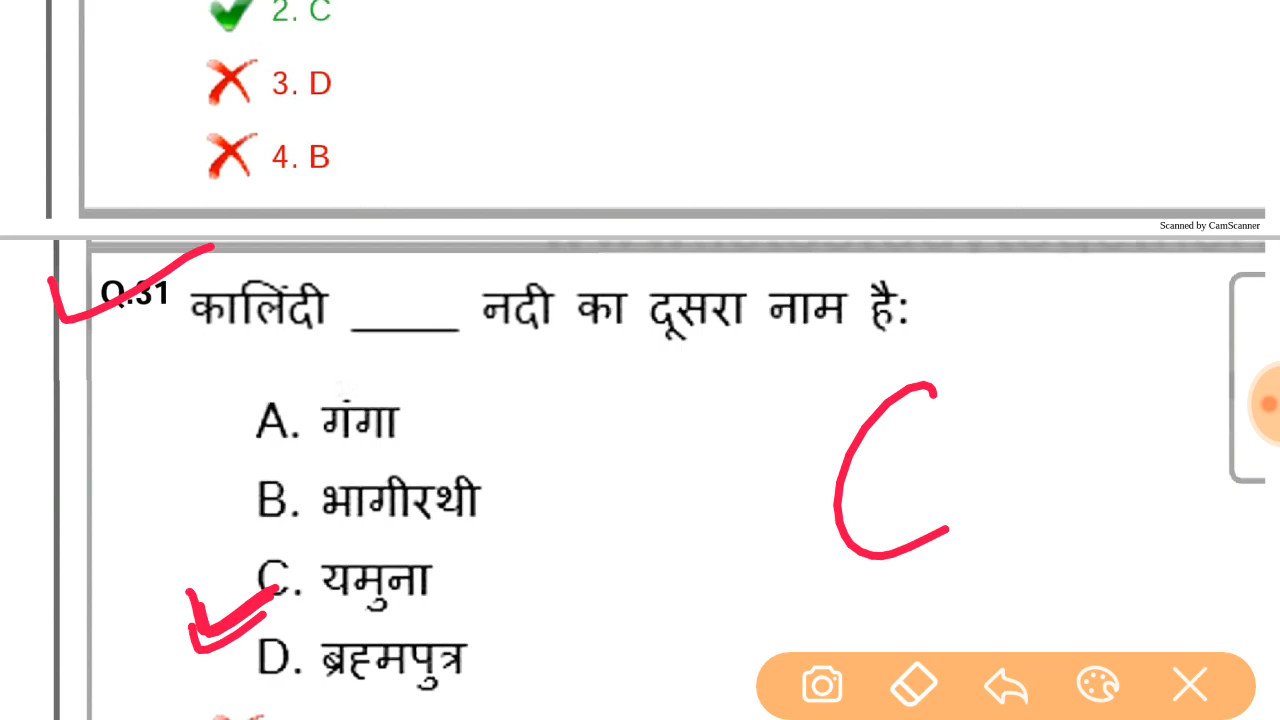 2. C
3. D
4. B
Scanned by CamScanner
Q.31 कालिंदी _____ नदी का दूसरा नाम है:
A. गंगा
B. भागीरथी
C. यमुना
D. ब्रह्मपुत्र
C